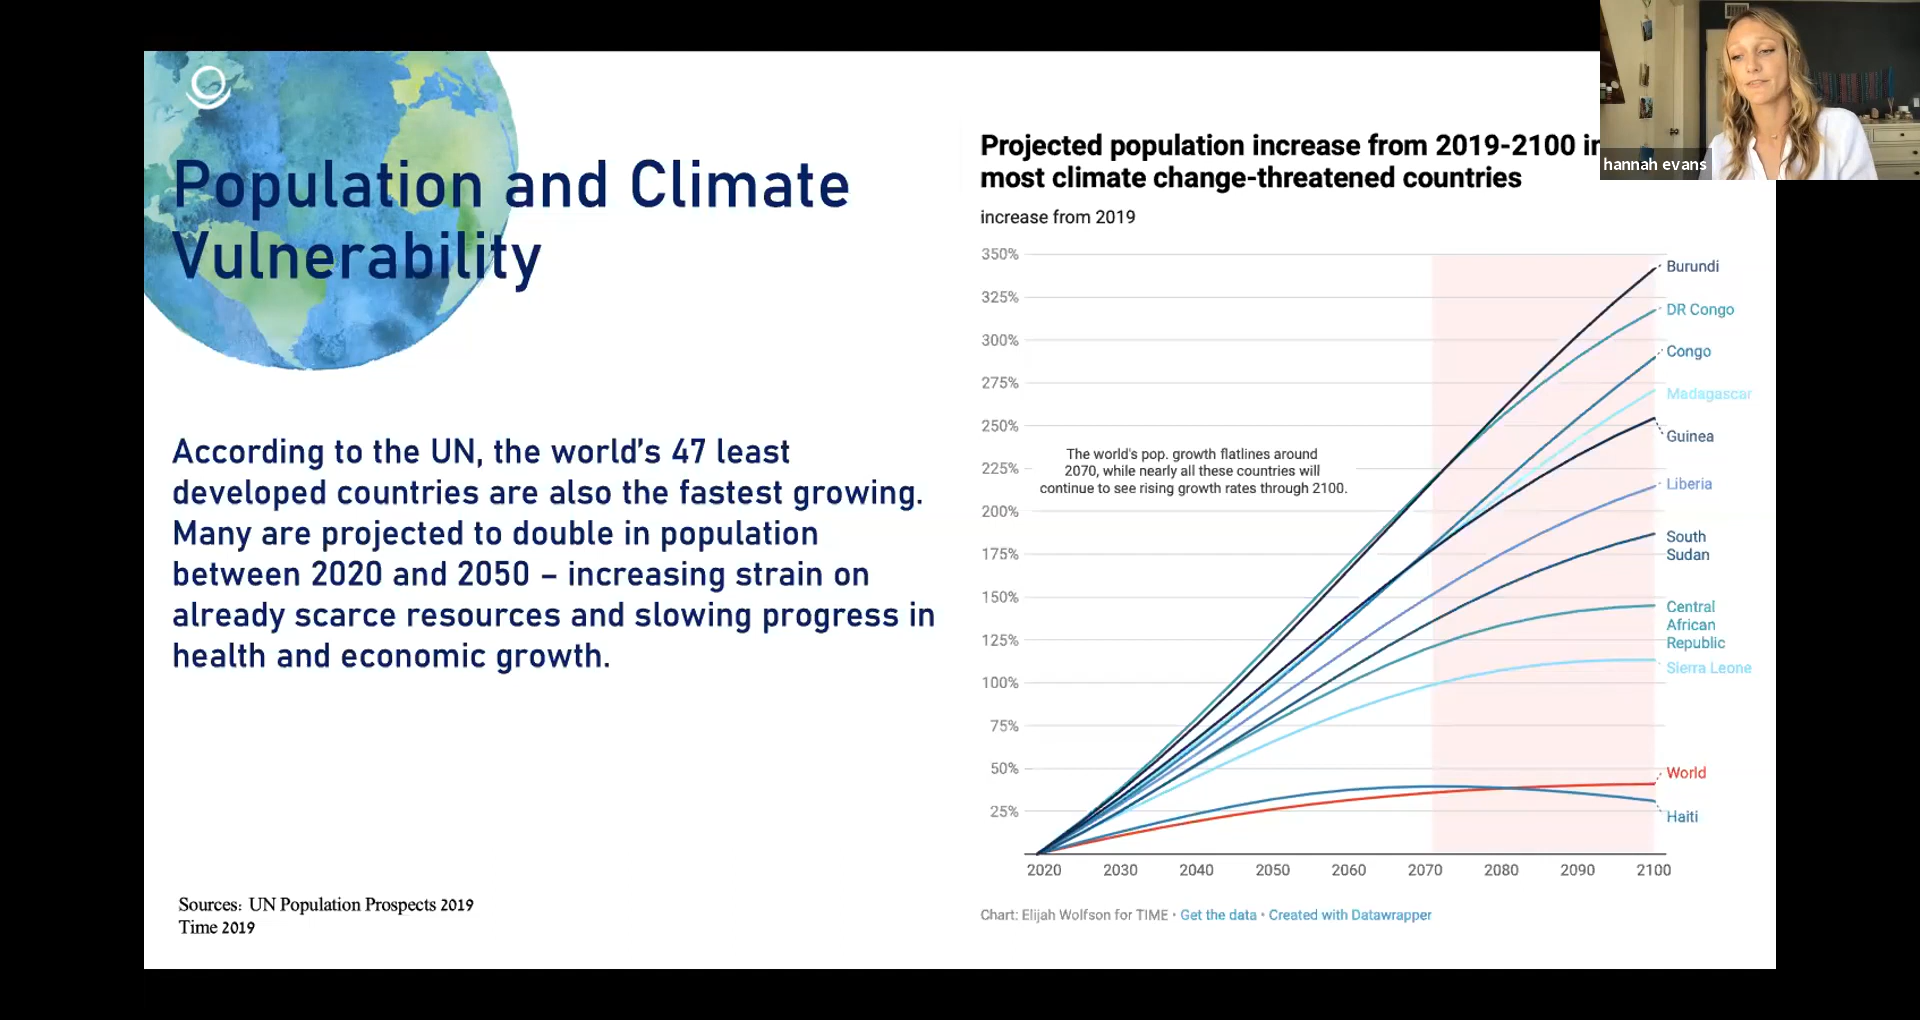 Population and Climate
Vulnerability
According to the UN, the world's 47 least
developed countries are also the fastest growing.
Many are projected to double in population
between 2020 and 2050 – increasing strain on
already scarce resources and slowing progress in
health and economic growth.
Sources: UN Population Prospects 2019
Time 2019
Projected population increase from 2019-2100 in
most climate change-threatened countries
increase from 2019
350%
325%
300%
275%
250%
225%
200%
175%
150%
125%
100%
75%
50%
25%
The world's pop. growth flatlines around
2070, while nearly all these countries will
continue to see rising growth rates through 2100.
Burundi
DR Congo
Congo
Madagascar
Guinea
Liberia
South
Sudan
Central
African
Republic
Sierra Leone
World
Haiti
2020 2030 2040 2050 2060 2070 2080 2090 2100
Chart: Elijah Wolfson for TIME • Get the data • Created with Datawrapper
hannah evans